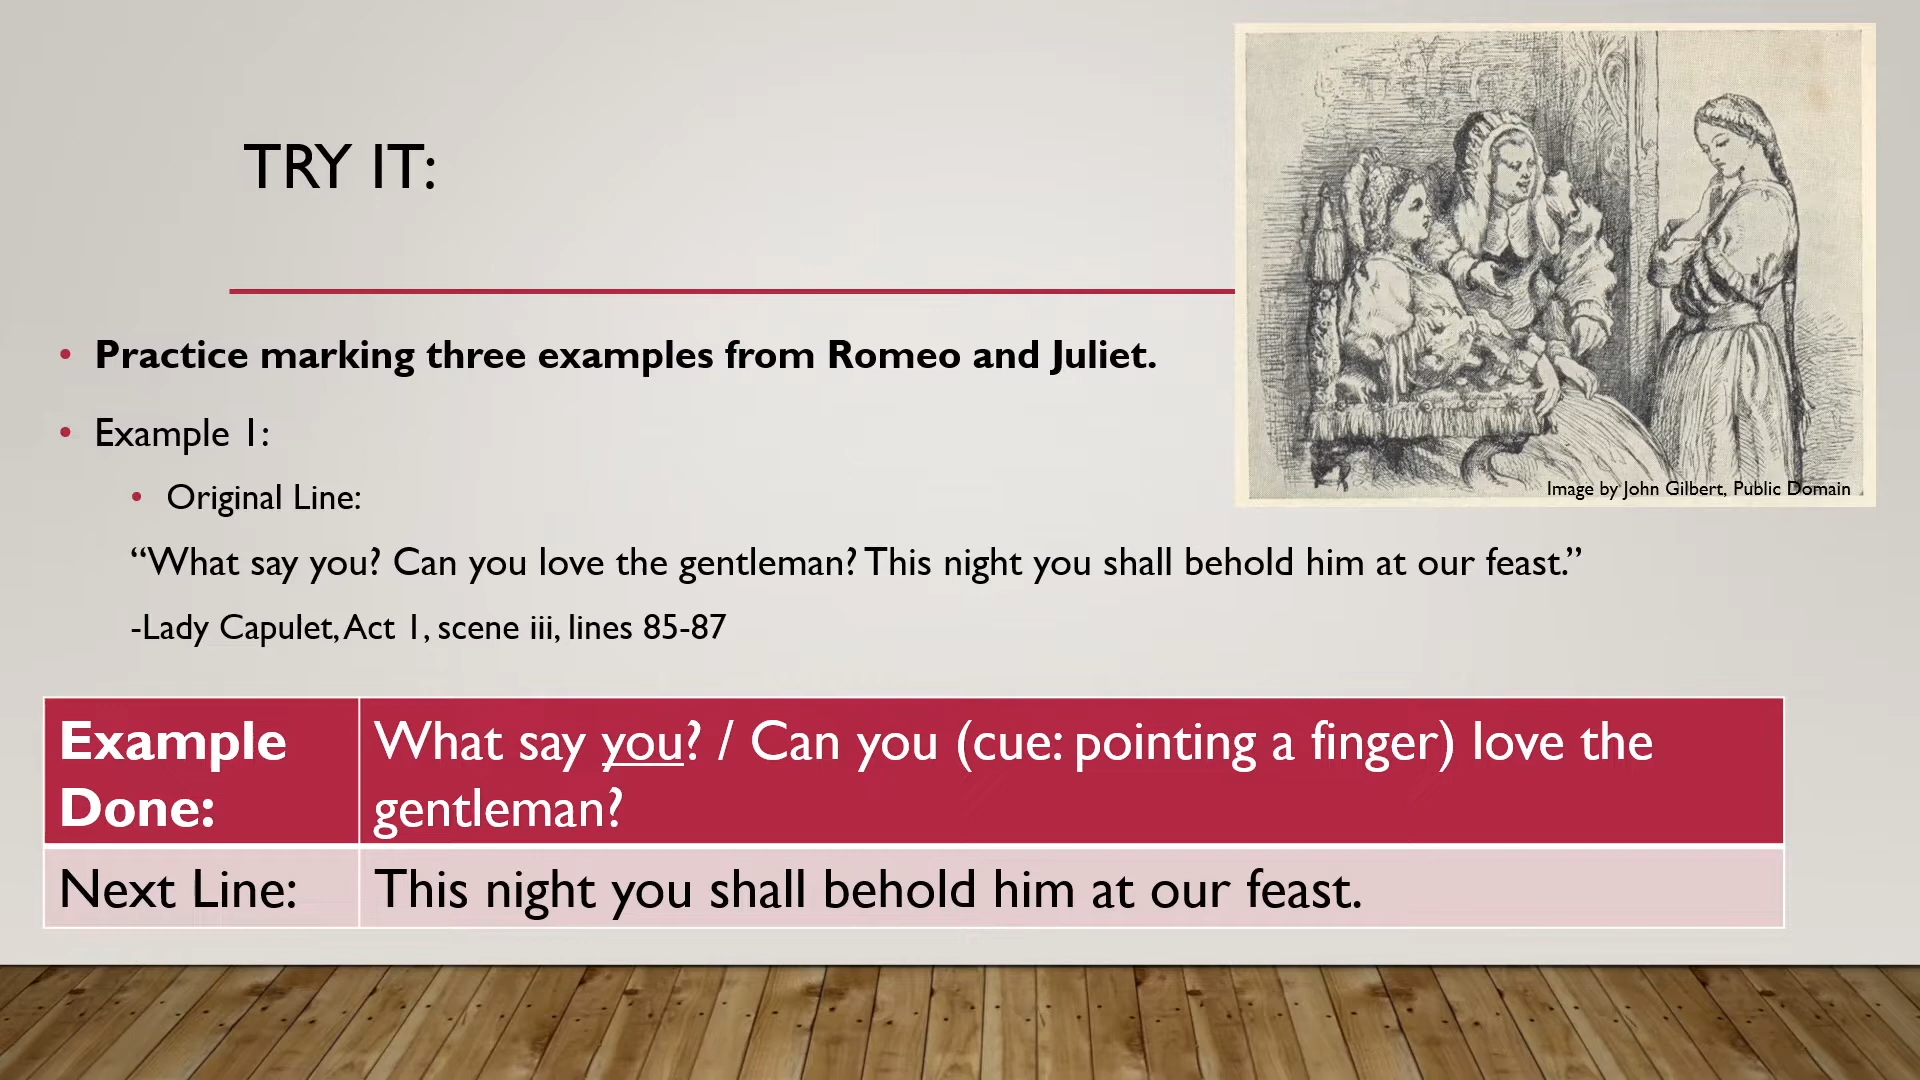 TRY IT:
• Practice marking three examples from Romeo and Juliet.
• Example 1:
• Original Line:
“What say you? Can you love the gentleman? This night you shall behold him at our feast.”
-Lady Capulet, Act 1, scene iii, lines 85-87
Image by John Gilbert, Public Domain
Example
Done:
What say you? / Can you (cue: pointing a finger) love the
gentleman?
Next Line:
This night you shall behold him at our feast.